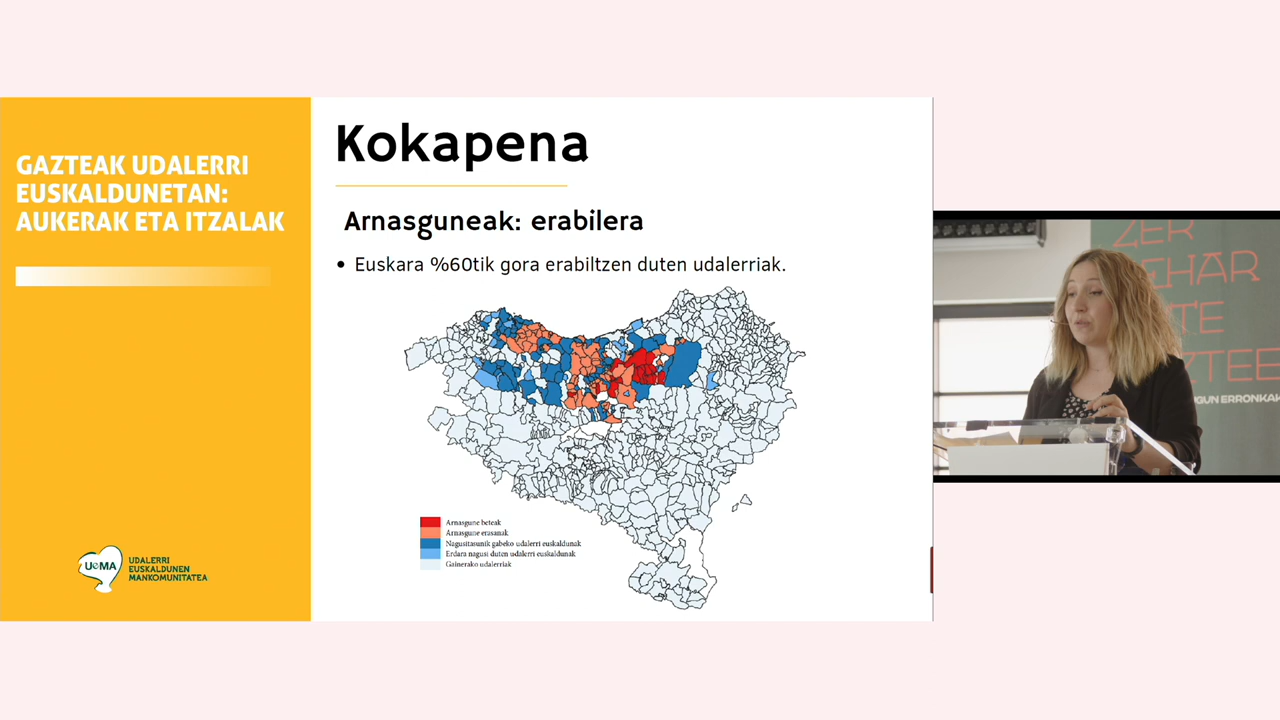 GAZTEAK UDALERRI
EUSKALDUNETAN:
AUKERAK ETA ITZALAK
UEMA
UDALERRI
EUSKALDUNEN
MANKOMUNITATEA
Kokapena
Arnasguneak: erabilera
• Euskara %60tik gora erabiltzen duten udalerriak.
Arnasgune beteak
Arnasgune erasanak
Nagusitasunik gabeko udalerri euskaldunak
Erdara nagusi duten udalerri euskaldunak
Gainerako udalerriak
ZER